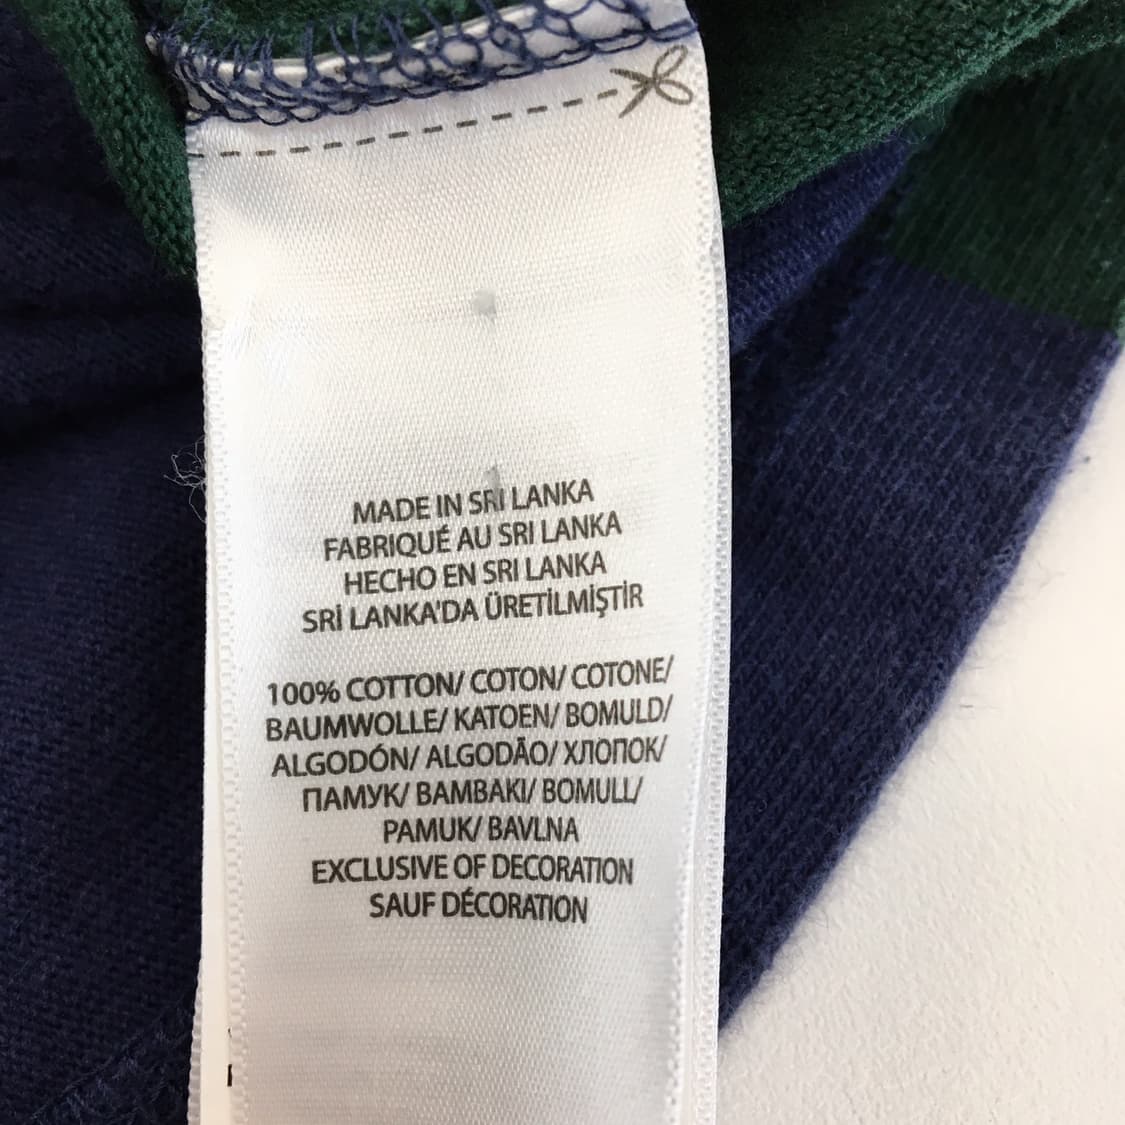 MADE IN SRI LANKA
FABRIQUÉ AU SRI LANKA
HECHO EN SRI LANKA
SRİ LANKA'DA ÜRETİLMİŞTİR
100% COTTON/ COTON/ COTONE/
BAUMWOLLE/ KATOEN/ BOMULD/
ALGODÓN/ ALGODÃO/ ХЛОПОК/
ПАМУК/ BAMBAKI/ BOMULL/
PAMUK/ BAVLNA
EXCLUSIVE OF DECORATION
SAUF DÉCORATION